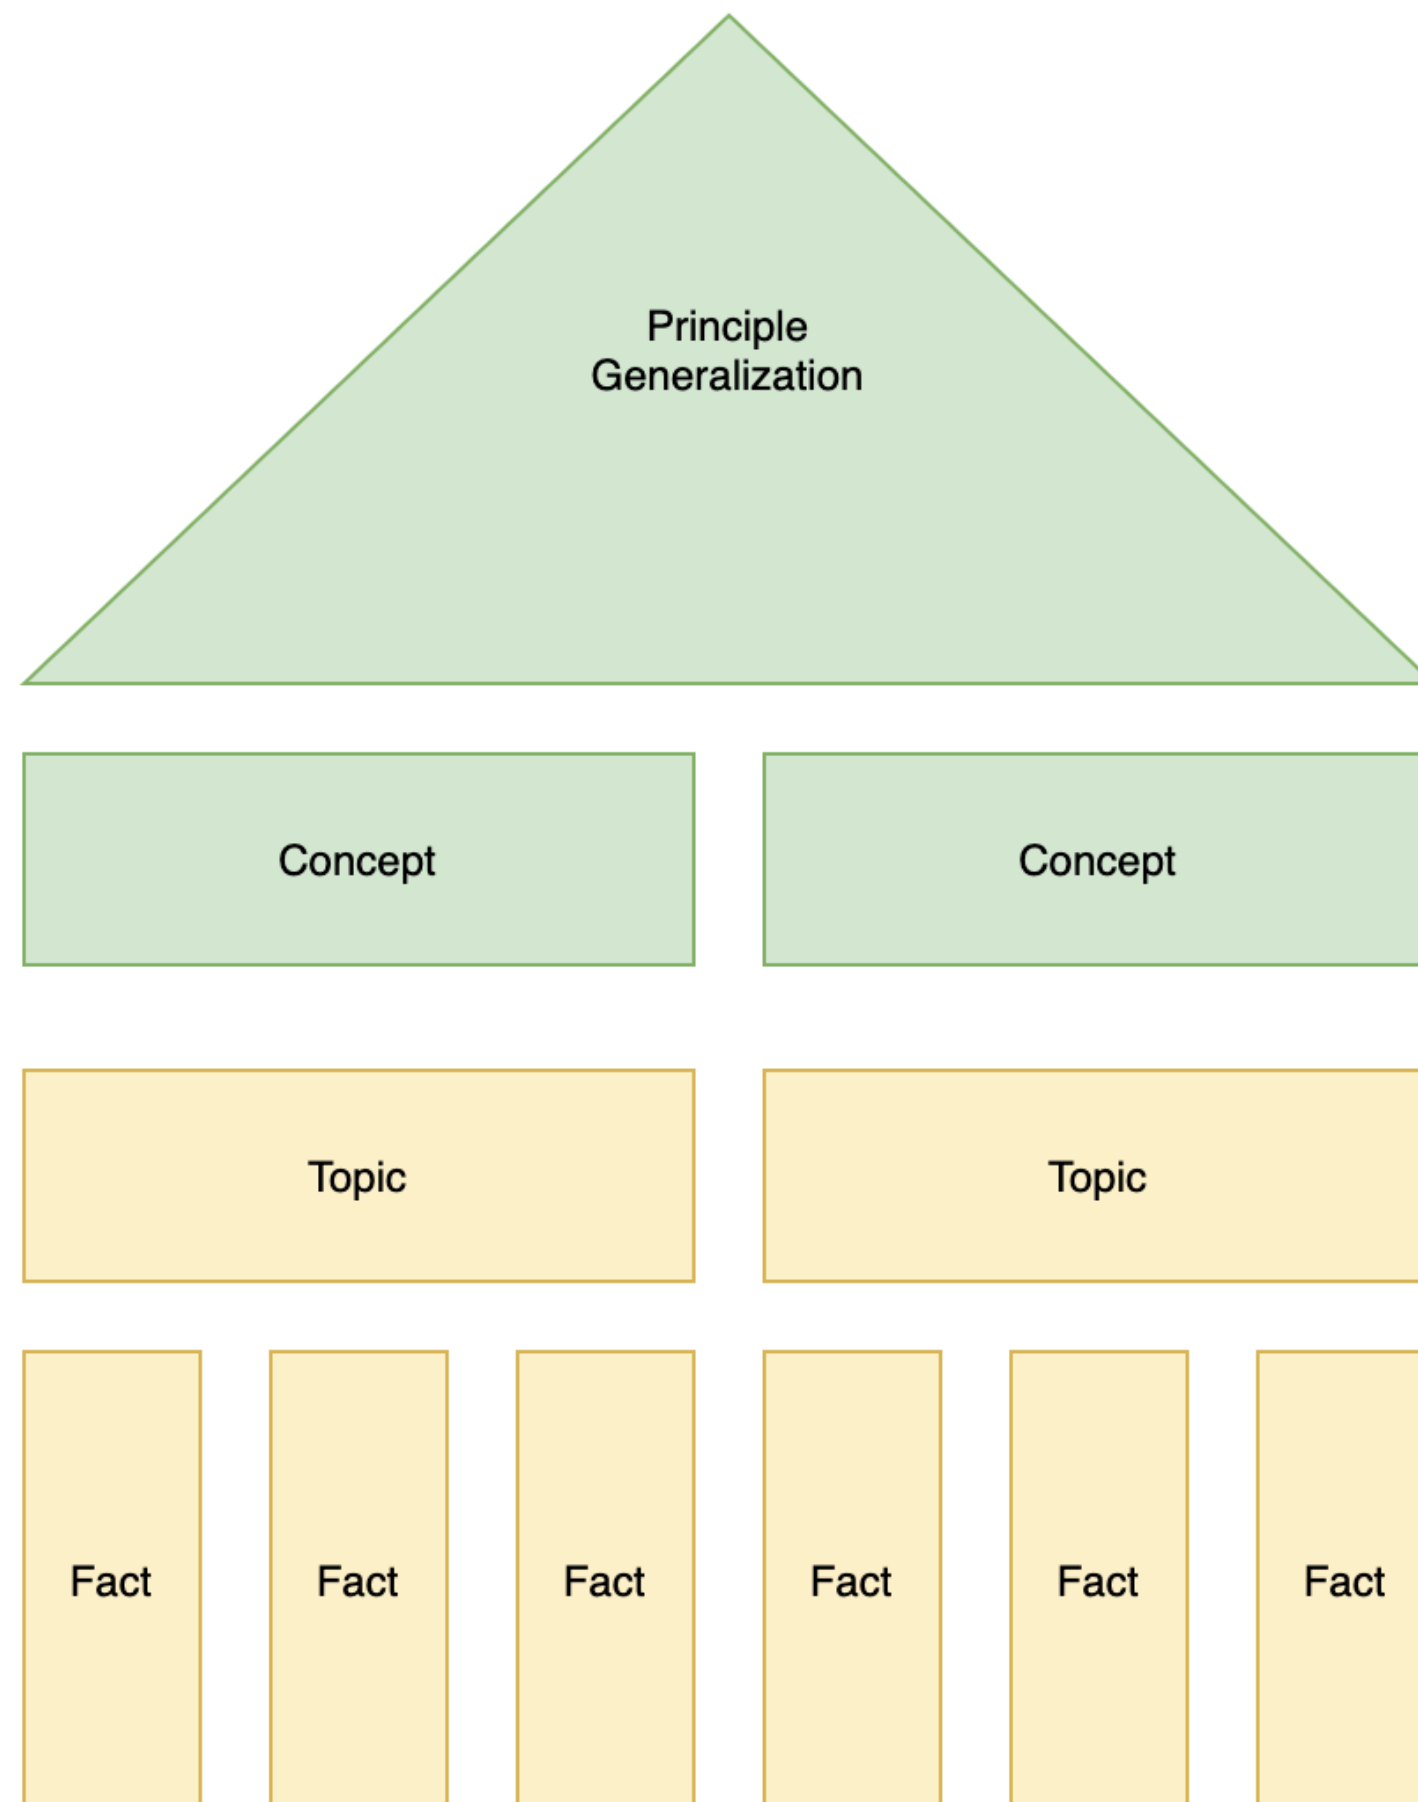 Principle
Generalization
Concept
Concept
Topic
Topic
Fact
Fact
Fact
Fact
Fact
Fact